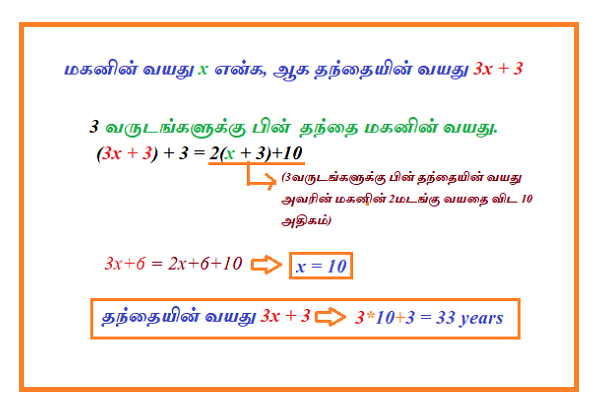 மகனின் வயது x என்க, ஆக தந்தையின் வயது 3x + 3
3 வருடங்களுக்கு பின் தந்தை மகனின் வயது.
(3x + 3) + 3 = 2(x + 3)+10
(3வருடங்களுக்கு பின் தந்தையின் வயது
அவரின் மகனின் 2மடங்கு வயதை விட 10
அதிகம்)
3x+6 = 2x+6+10 x = 10
தந்தையின் வயது 3x + 3 3*10+3 = 33 years